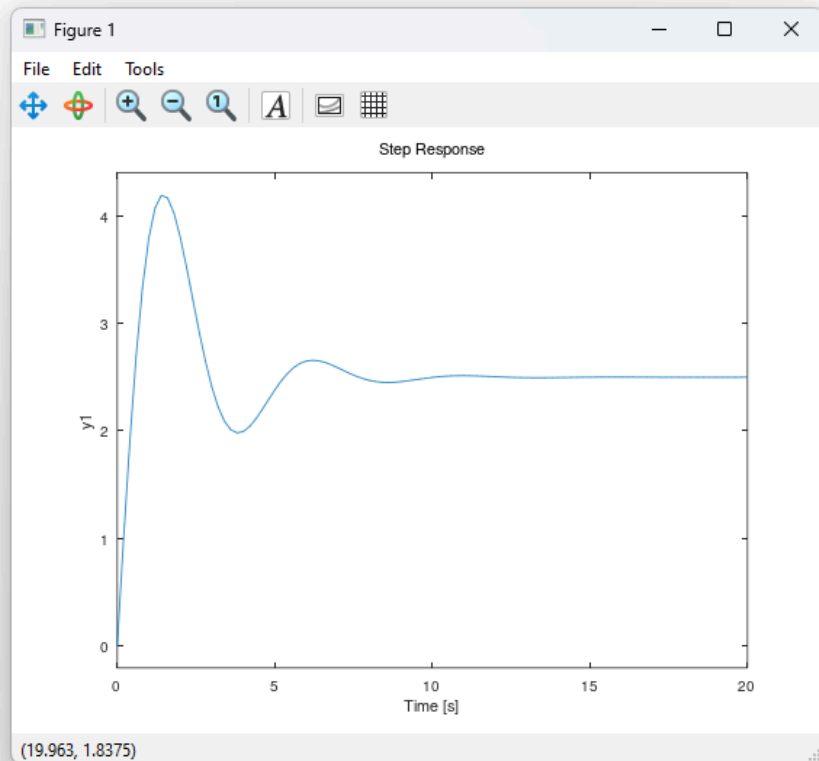 Figure 1
File Edit Tools
1 A
Step Response
4
3
2
1
0
y1
0 5 10 15 20
Time [s]
(19.963, 1.8375)